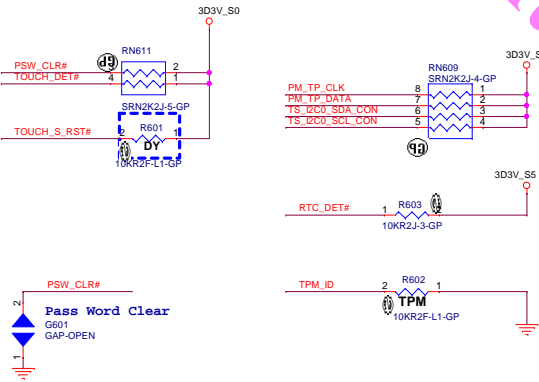 3D3V_S0
RN611
PSW_CLR# 3 2
TOUCH_DET# 4 1
SRN2K2J-5-GP
TOUCH_S_RST# 2 R601 1
DY
10KR2F-L1-GP
3D3V_S
RN609
SRN2K2J-4-GP
PM_TP_CLK 8 1
PM_TP_DATA 7 2
TS_I2C0_SDA_CON 6 3
TS_I2C0_SCL_CON 5 4
GP
3D3V_S5
RTC_DET# 1 R603 2
10KR2J-3-GP
TPM_ID 2 R602 1
TPM
10KR2F-L1-GP
PSW_CLR#
2
Pass Word Clear
G601
GAP-OPEN
1